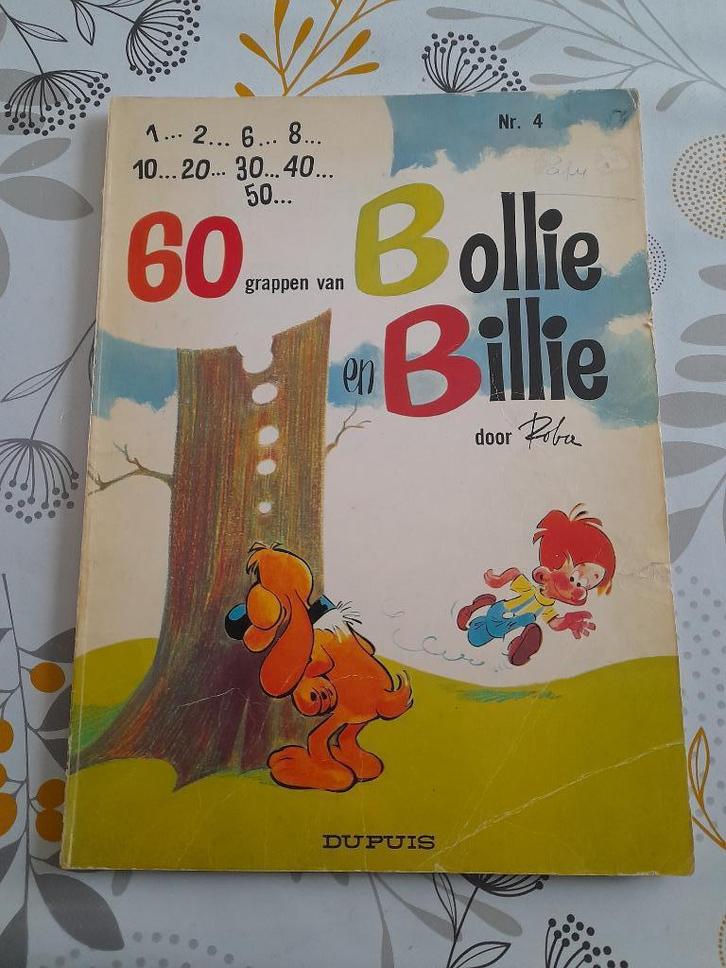 1... 2... 6... 8...
Nr. 4
10... 20... 30... 40...
50...
60 grappen van Bollie
en Billie
door Roba
DUPUIS